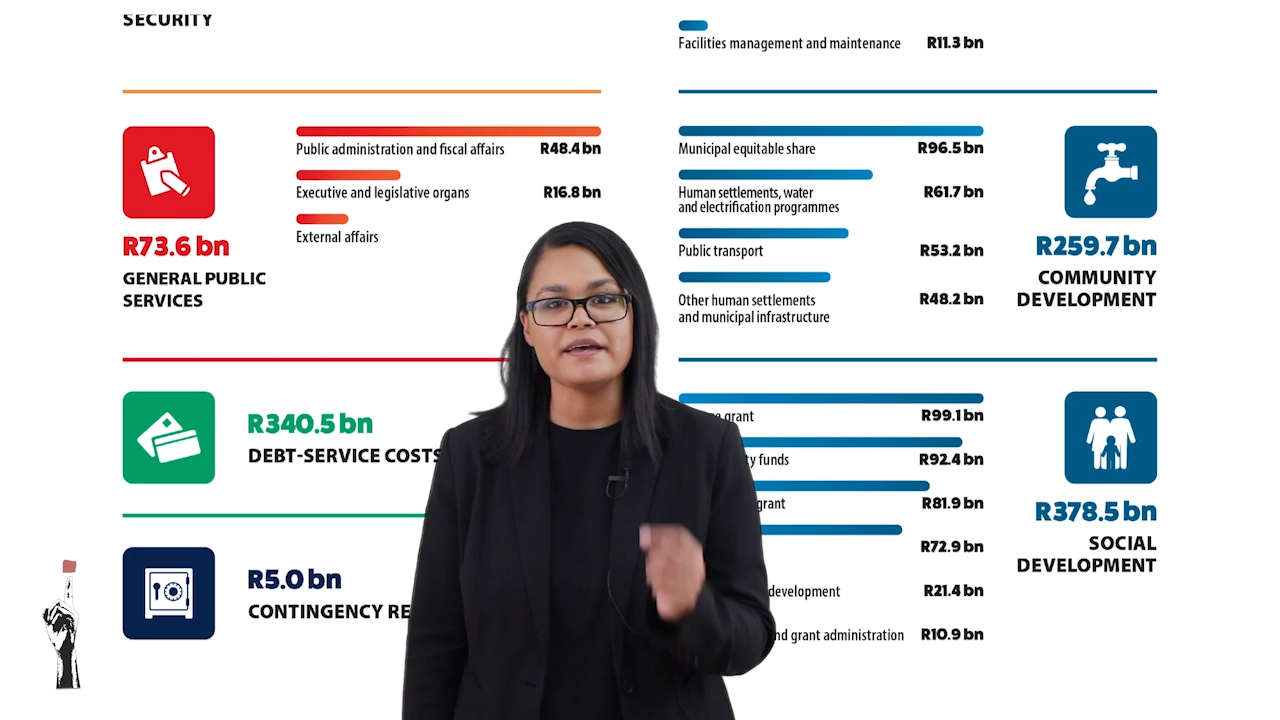 SECURITY
Facilities management and maintenance R11.3 bn
R73.6 bn
GENERAL PUBLIC
SERVICES
Public administration and fiscal affairs R48.4 bn
Executive and legislative organs R16.8 bn
External affairs
Municipal equitable share R96.5 bn
Human settlements, water R61.7 bn
and electrification programmes
Public transport R53.2 bn
Other human settlements R48.2 bn
and municipal infrastructure
R259.7 bn
COMMUNITY
DEVELOPMENT
R340.5 bn
DEBT-SERVICE COSTS
R5.0 bn
CONTINGENCY
grant R99.1 bn
funds R92.4 bn
grant R81.9 bn
R72.9 bn
development R21.4 bn
grant administration R10.9 bn
R378.5 bn
SOCIAL
DEVELOPMENT